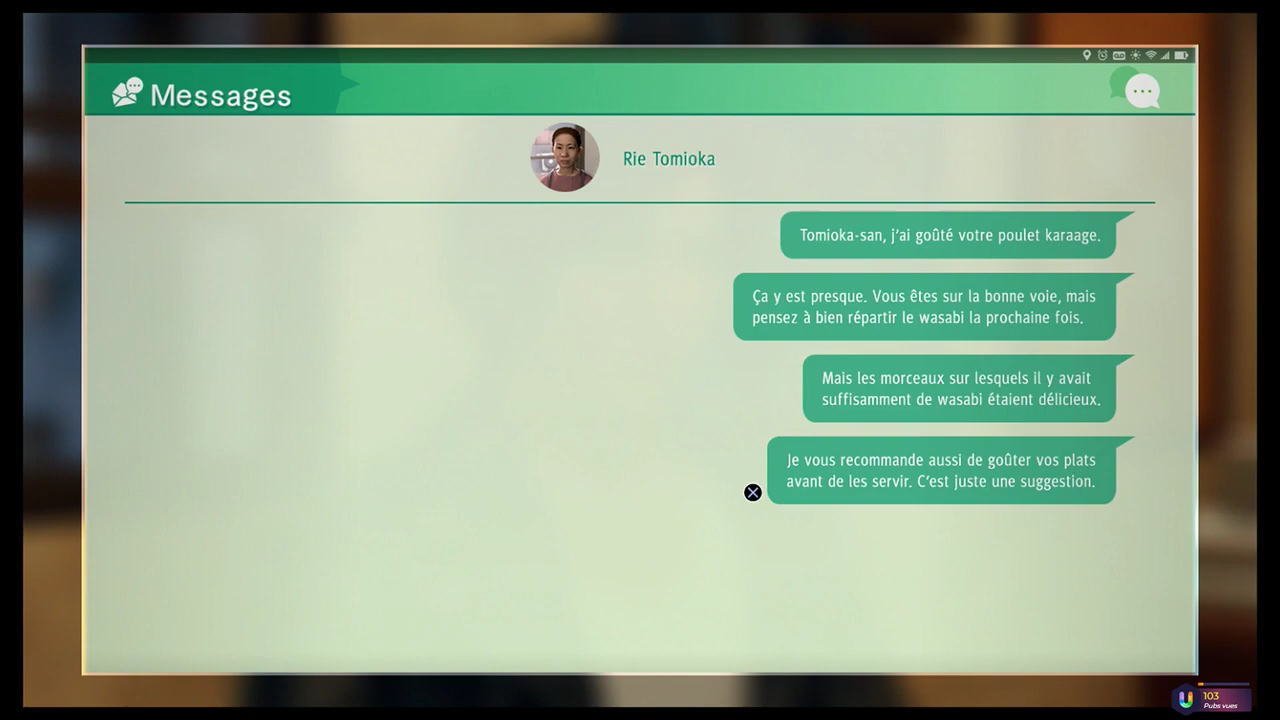 Messages
Rie Tomioka
Tomioka-san, j'ai goûté votre poulet karaage.
Ça y est presque. Vous êtes sur la bonne voie, mais
pensez à bien répartir le wasabi la prochaine fois.
Mais les morceaux sur lesquels il y avait
suffisamment de wasabi étaient délicieux.
Je vous recommande aussi de goûter vos plats
avant de les servir. C'est juste une suggestion.
103
Pubs vues